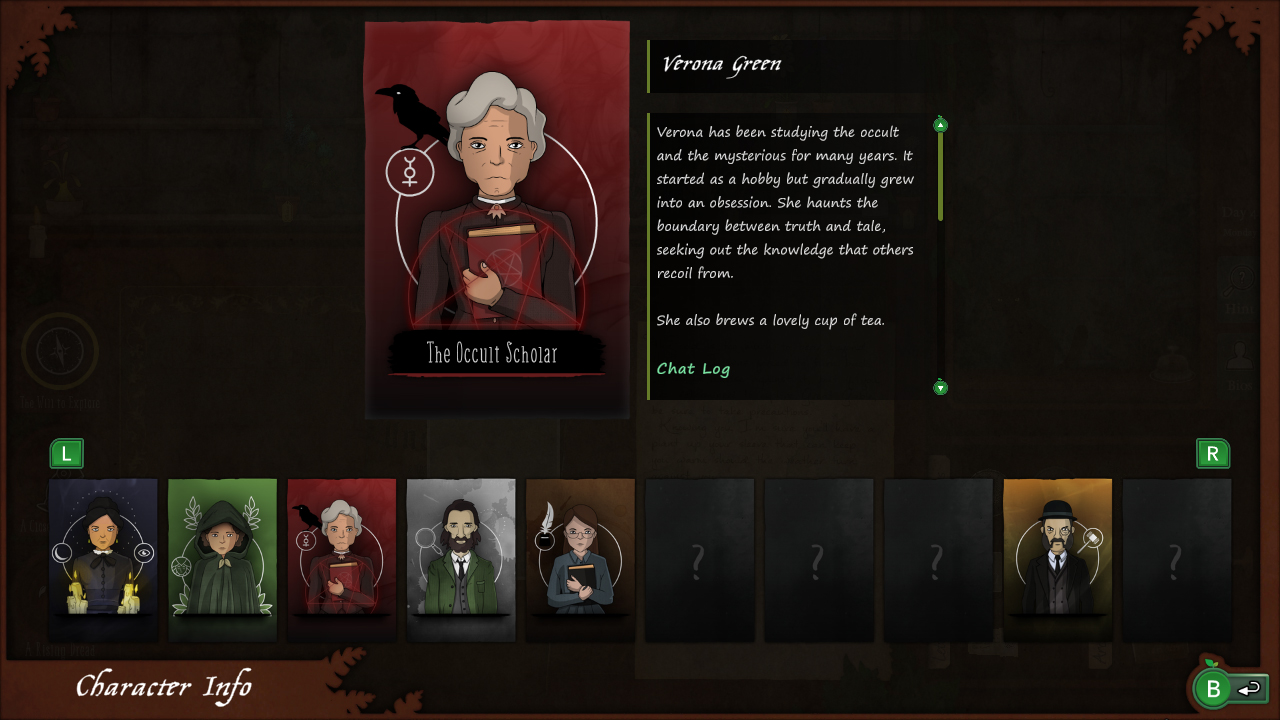 Verona Green
Verona has been studying the occult
and the mysterious for many years. It
started as a hobby but gradually grew
into an obsession. She haunts the
boundary between truth and tale,
seeking out the knowledge that others
recoil from.
She also brews a lovely cup of tea.
Chat Log
The Occult Scholar
L
R
?
?
?
?
Character Info
B